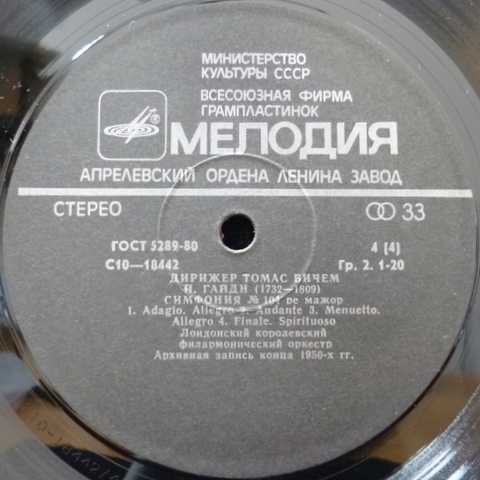 МИНИСТЕРСТВО
КУЛЬТУРЫ СССР
ВСЕСОЮЗНАЯ ФИРМА
ГРАМПЛАСТИНОК
МЕЛОДИЯ
АПРЕЛЕВСКИЙ ОРДЕНА ЛЕНИНА ЗАВОД
СТЕРЕО 33
ГОСТ 5289-80 4 (4)
С10—18442 Гр. 2. 1-20
ДИРИЖЕР ТОМАС БИЧЕМ
Й. ГАЙДН (1732—1809)
СИМФОНИЯ № 104 ре мажор
1. Adagio. Allegro 2. Andante 3. Menuetto.
Allegro 4. Finale. Spirituoso
Лондонский королевский
филармонический оркестр
Архивная запись конца 1950-х гг.